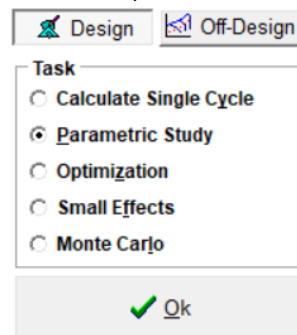 Design Off-Design
Task
Calculate Single Cycle
Parametric Study
Optimization
Small Effects
Monte Carlo
Ok